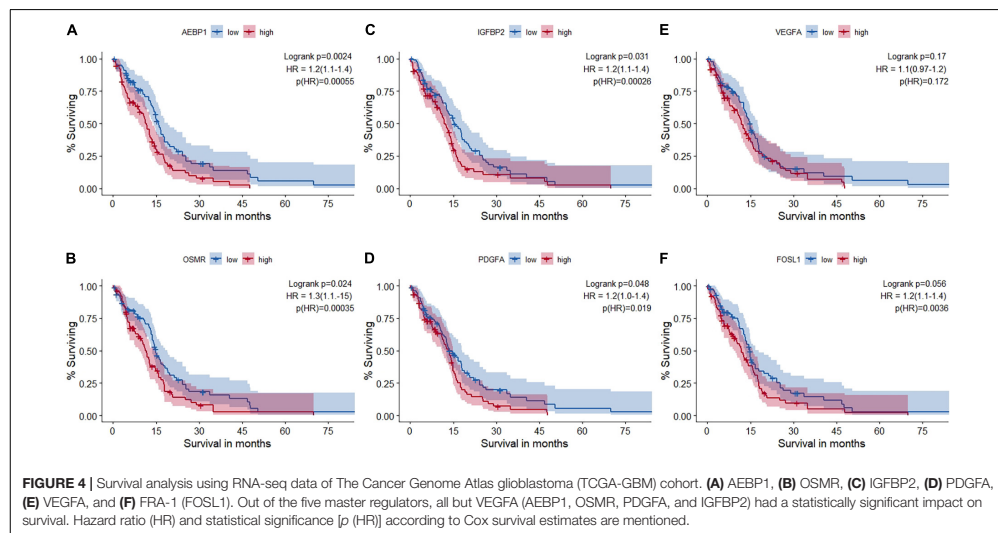 A
AEBP1 low high
Logrank p=0.0024
HR = 1.2(1.1-1.4)
p(HR)=0.00055
% Surviving
1.00
0.75
0.50
0.25
0.00
0 15 30 45 60 75
Survival in months
C
IGFBP2 low high
Logrank p=0.031
HR = 1.2(1.1-1.4)
p(HR)=0.00026
% Surviving
1.00
0.75
0.50
0.25
0.00
0 15 30 45 60 75
Survival in months
E
VEGFA low high
Logrank p=0.17
HR = 1.1(0.97-1.2)
p(HR)=0.172
% Surviving
1.00
0.75
0.50
0.25
0.00
0 15 30 45 60 75
Survival in months
B
OSMR low high
Logrank p=0.024
HR = 1.3(1.1.-15)
p(HR)=0.00035
% Surviving
1.00
0.75
0.50
0.25
0.00
0 15 30 45 60 75
Survival in months
D
PDGFA low high
Logrank p=0.048
HR = 1.2(1.0-1.4)
p(HR)=0.019
% Surviving
1.00
0.75
0.50
0.25
0.00
0 15 30 45 60 75
Survival in months
F
FOSL1 low high
Logrank p=0.056
HR = 1.2(1.1-1.4)
p(HR)=0.0036
% Surviving
1.00
0.75
0.50
0.25
0.00
0 15 30 45 60 75
Survival in months
FIGURE 4 | Survival analysis using RNA-seq data of The Cancer Genome Atlas glioblastoma (TCGA-GBM) cohort. (A) AEBP1, (B) OSMR, (C) IGFBP2, (D) PDGFA,
(E) VEGFA, and (F) FRA-1 (FOSL1). Out of the five master regulators, all but VEGFA (AEBP1, OSMR, PDGFA, and IGFBP2) had a statistically significant impact on
survival. Hazard ratio (HR) and statistical significance [p (HR)] according to Cox survival estimates are mentioned.